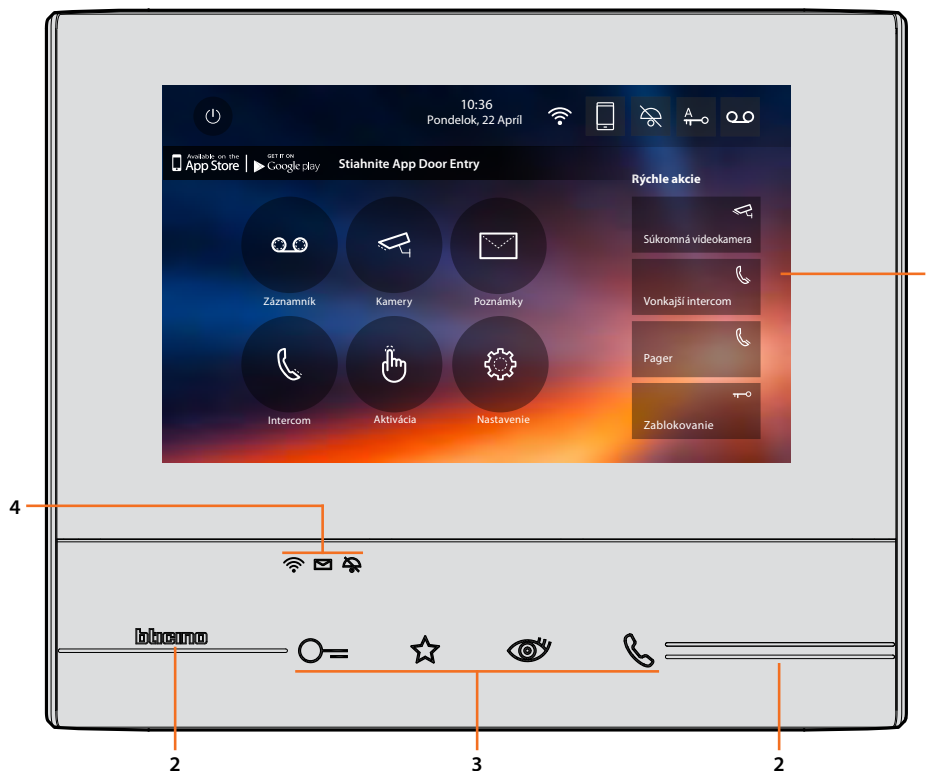 10:36
Pondelok, 22 Apríl
A
Available on the
App Store
GET IT ON
Google play
Stiahnite App Door Entry
Rýchle akcie
Súkromná videokamera
Vonkajší intercom
Pager
Zablokovanie
Záznamník
Kamery
Poznámky
Intercom
Aktivácia
Nastavenie
4
bticino
2
3
2